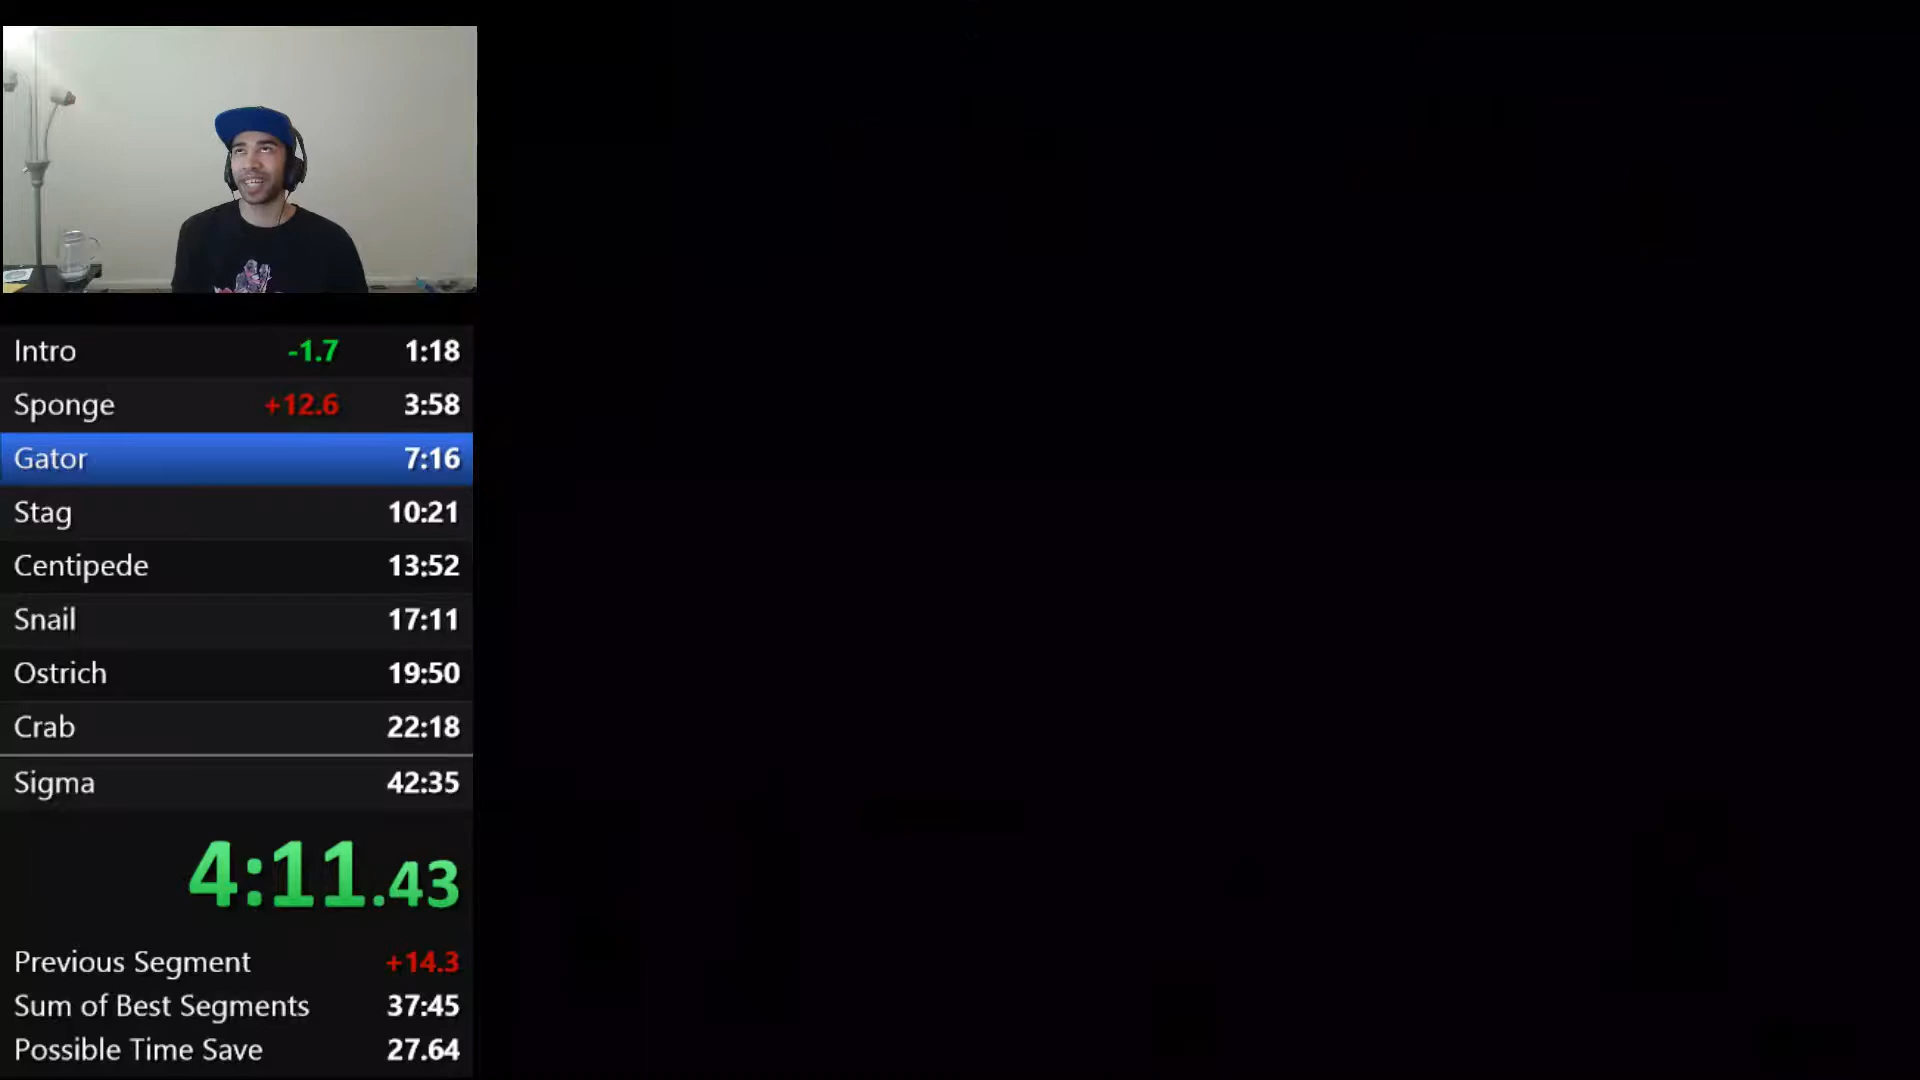 Intro -1.7 1:18
Sponge +12.6 3:58
Gator 7:16
Stag 10:21
Centipede 13:52
Snail 17:11
Ostrich 19:50
Crab 22:18
Sigma 42:35
4:11.43
Previous Segment +14.3
Sum of Best Segments 37:45
Possible Time Save 27.64